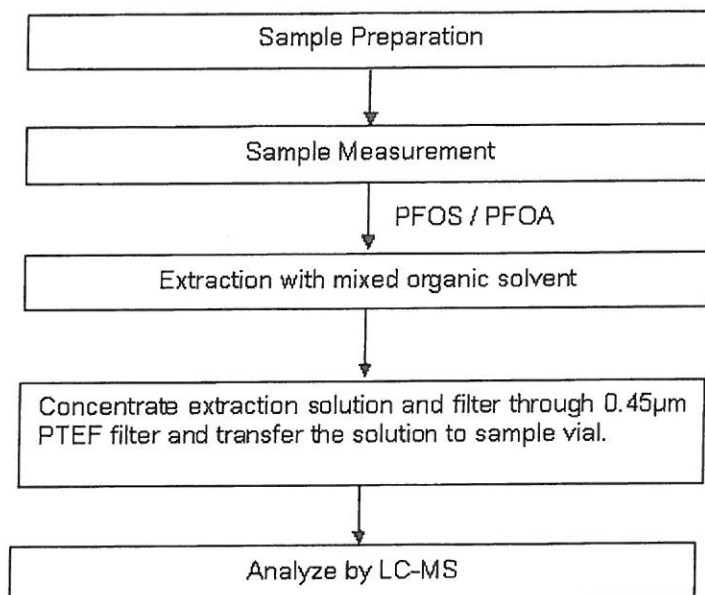 Sample Preparation
Sample Measurement
PFOS / PFOA
Extraction with mixed organic solvent
Concentrate extraction solution and filter through 0.45µm
PTEF filter and transfer the solution to sample vial.
Analyze by LC-MS